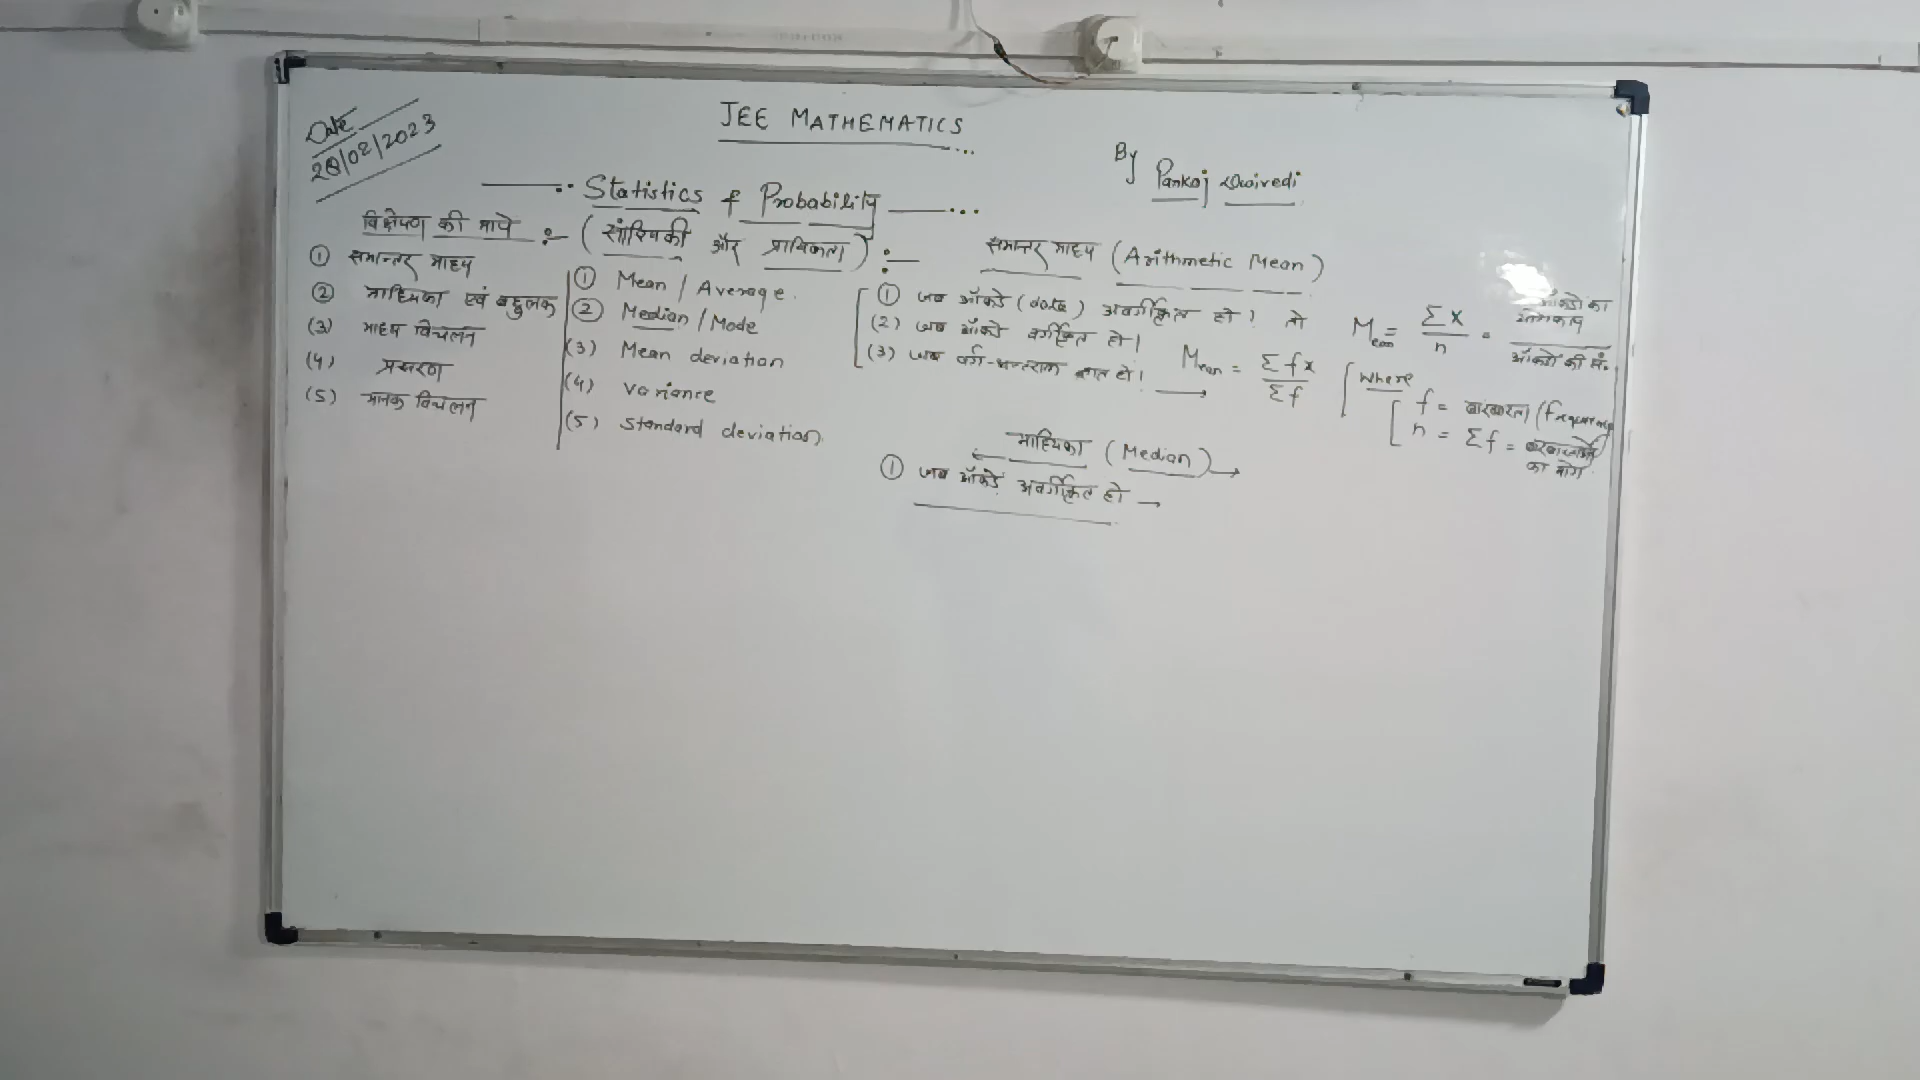 Date
28/02/2023
JEE MATHEMATICS
By Pankaj Dwivedi
Statistics & Probability
(सांख्यिकी और प्रायिकता) :-
विक्षेपण की मापे :-
① समान्तर माध्य
② माध्यिका एवं बहुलक
(3) माध्य विचलन
(4) प्रसरण
(5) मानक विचलन
① Mean / Average.
② Median / Mode
(3) Mean deviation
(4) Variance
(5) Standard deviation
समान्तर माध्य (Arithmetic Mean)
① जब आँकड़े (data) अवर्गीकृत हो। तो Mean = Σx / n = आंकड़ो का योगफल / आँकड़ो की सं.
(2) जब आँकड़े वर्गीकृत हो।
(3) जब वर्ग-अन्तराल ज्ञात हो। → Mean = Σfx / Σf
where
f = बारंबारता (frequency
n = Σf = बारंबारताओं का योग
माध्यिका (Median)
① जब आँकड़े अवर्गीकृत हो →